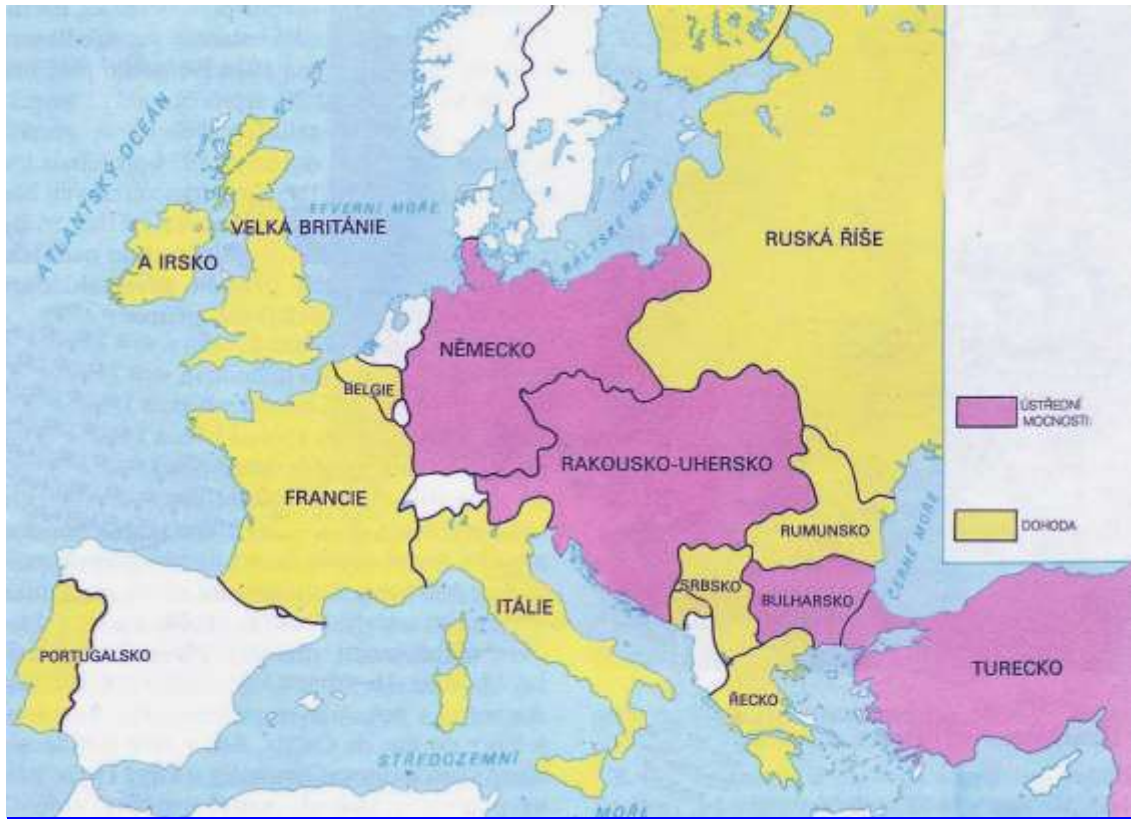 ATLANTSKÝ OCEÁN
SEVERNÍ MOŘE
VELKÁ BRITÁNIE
A IRSKO
BALTSKÉ MOŘE
RUSKÁ ŘÍŠE
NĚMECKO
BELGIE
ÚSTŘEDNÍ
MOCNOSTI:
RAKOUSKO-UHERSKO
FRANCIE
DOHODA
RUMUNSKO
ČERNÉ MOŘE
SRBSKO
BULHARSKO
ITÁLIE
PORTUGALSKO
TURECKO
ŘECKO
STŘEDOZEMNÍ
MOŘE